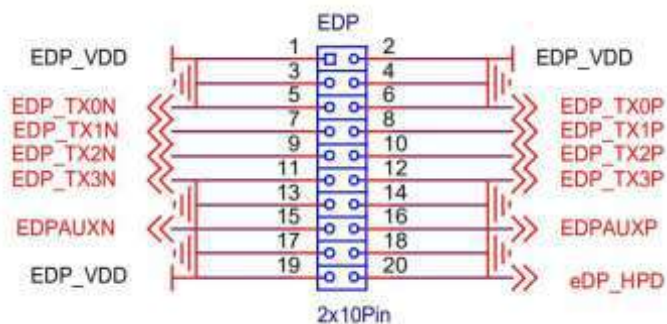 EDP
EDP_VDD 1 2 EDP_VDD
3 4
EDP_TX0N 5 6 EDP_TX0P
EDP_TX1N 7 8 EDP_TX1P
EDP_TX2N 9 10 EDP_TX2P
EDP_TX3N 11 12 EDP_TX3P
13 14
EDPAUXN 15 16 EDPAUXP
17 18
EDP_VDD 19 20 eDP_HPD
2x10Pin